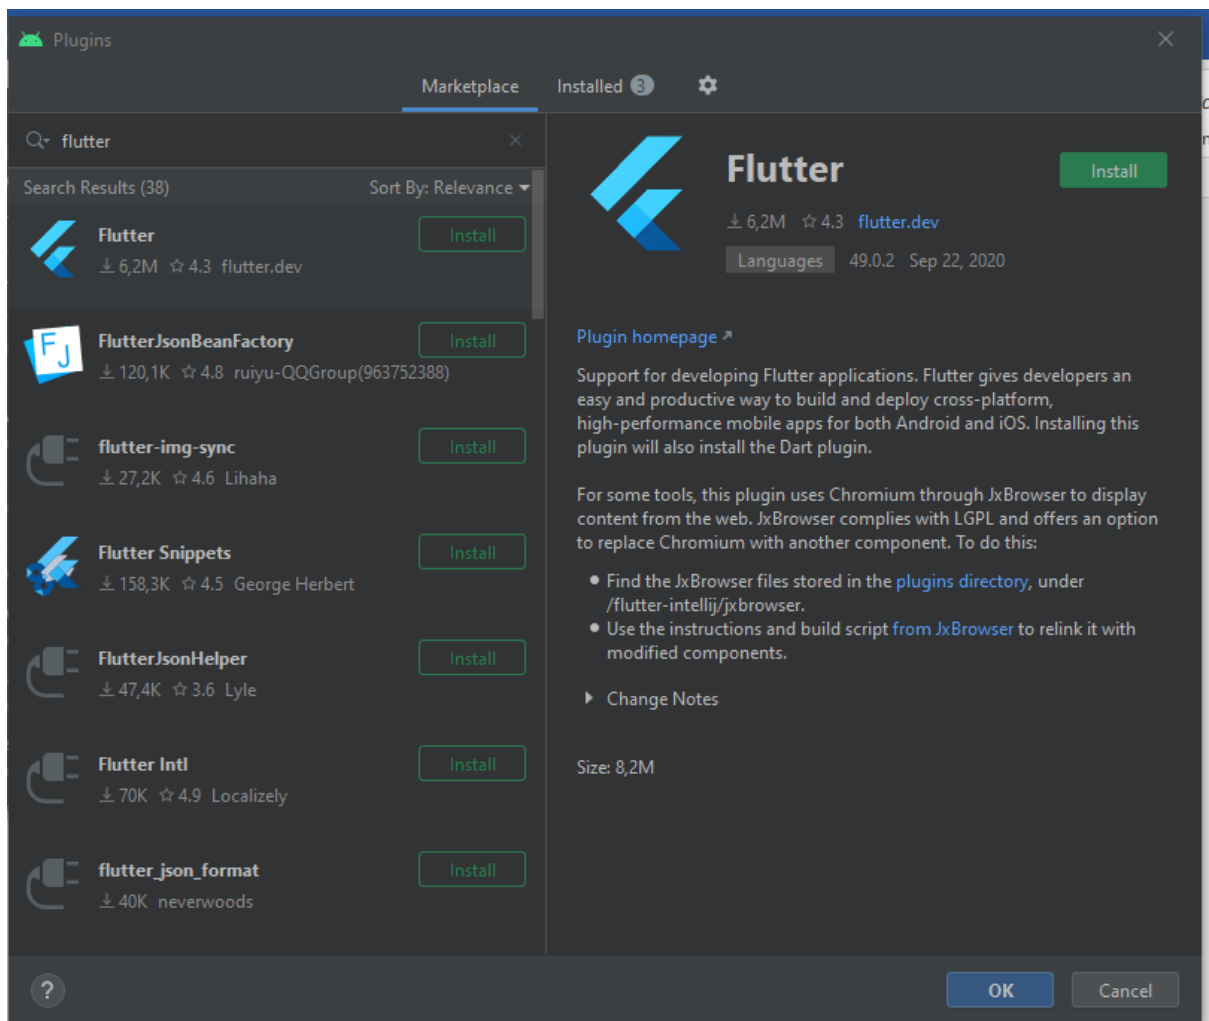 Plugins
Marketplace
Installed 3
flutter
Search Results (38)
Sort By: Relevance
Flutter
Install
6,2M 4.3 flutter.dev
FlutterJsonBeanFactory
Install
120,1K 4.8 ruiyu-QQGroup(963752388)
flutter-img-sync
Install
27,2K 4.6 Lihaha
Flutter Snippets
Install
158,3K 4.5 George Herbert
FlutterJsonHelper
Install
47,4K 3.6 Lyle
Flutter Intl
Install
70K 4.9 Localizely
flutter_json_format
Install
40K neverwoods
Flutter
Install
6,2M 4.3 flutter.dev
Languages 49.0.2 Sep 22, 2020
Plugin homepage
Support for developing Flutter applications. Flutter gives developers an
easy and productive way to build and deploy cross-platform,
high-performance mobile apps for both Android and iOS. Installing this
plugin will also install the Dart plugin.
For some tools, this plugin uses Chromium through JxBrowser to display
content from the web. JxBrowser complies with LGPL and offers an option
to replace Chromium with another component. To do this:
Find the JxBrowser files stored in the plugins directory, under
/flutter-intellij/jxbrowser.
Use the instructions and build script from JxBrowser to relink it with
modified components.
Change Notes
Size: 8,2M
?
OK
Cancel